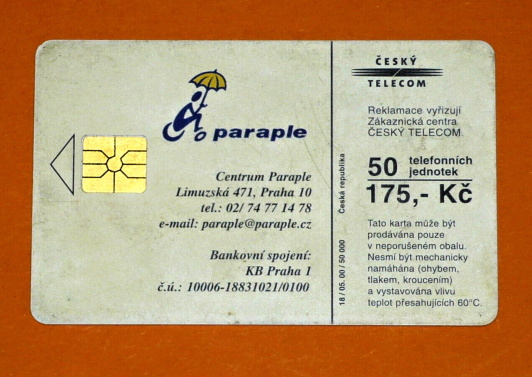 paraple
Centrum Paraple
Limuzská 471, Praha 10
tel.: 02/ 74 77 14 78
e-mail: paraple@paraple.cz
Bankovní spojení:
KB Praha 1
č.ú.: 10006-18831021/0100
18 / 05. 00 / 50 000 Česká republika
ČESKÝ
TELECOM
Reklamace vyřizují
Zákaznická centra
ČESKÝ TELECOM.
50 telefonních
jednotek
175,- Kč
Tato karta může být
prodávána pouze
v neporušeném obalu.
Nesmí být mechanicky
namáhána (ohybem,
tlakem, kroucením)
a vystavována vlivu
teplot přesahujících 60°C.